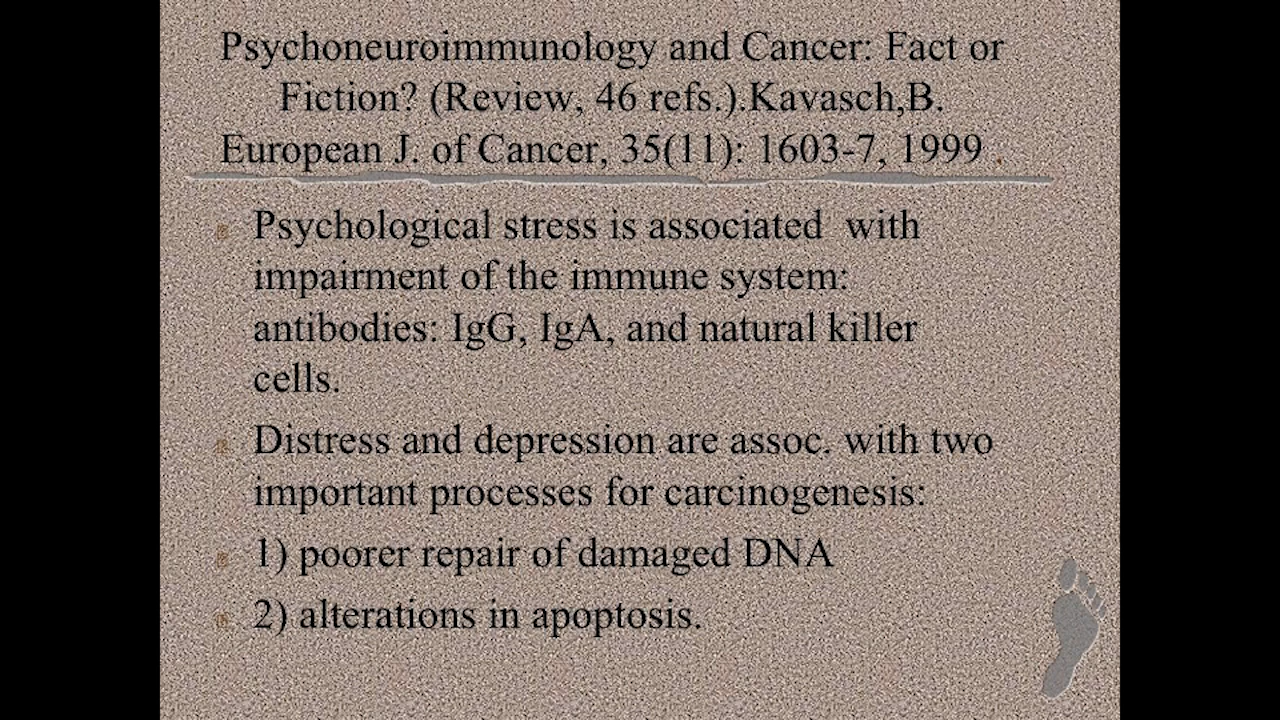 Psychoneuroimmunology and Cancer: Fact or
Fiction? (Review, 46 refs.).Kavasch,B.
European J. of Cancer, 35(11): 1603-7, 1999 .
Psychological stress is associated  with
impairment of the immune system:
antibodies: IgG, IgA, and natural killer
cells.
Distress and depression are assoc. with two
important processes for carcinogenesis:
1) poorer repair of damaged DNA
2) alterations in apoptosis.